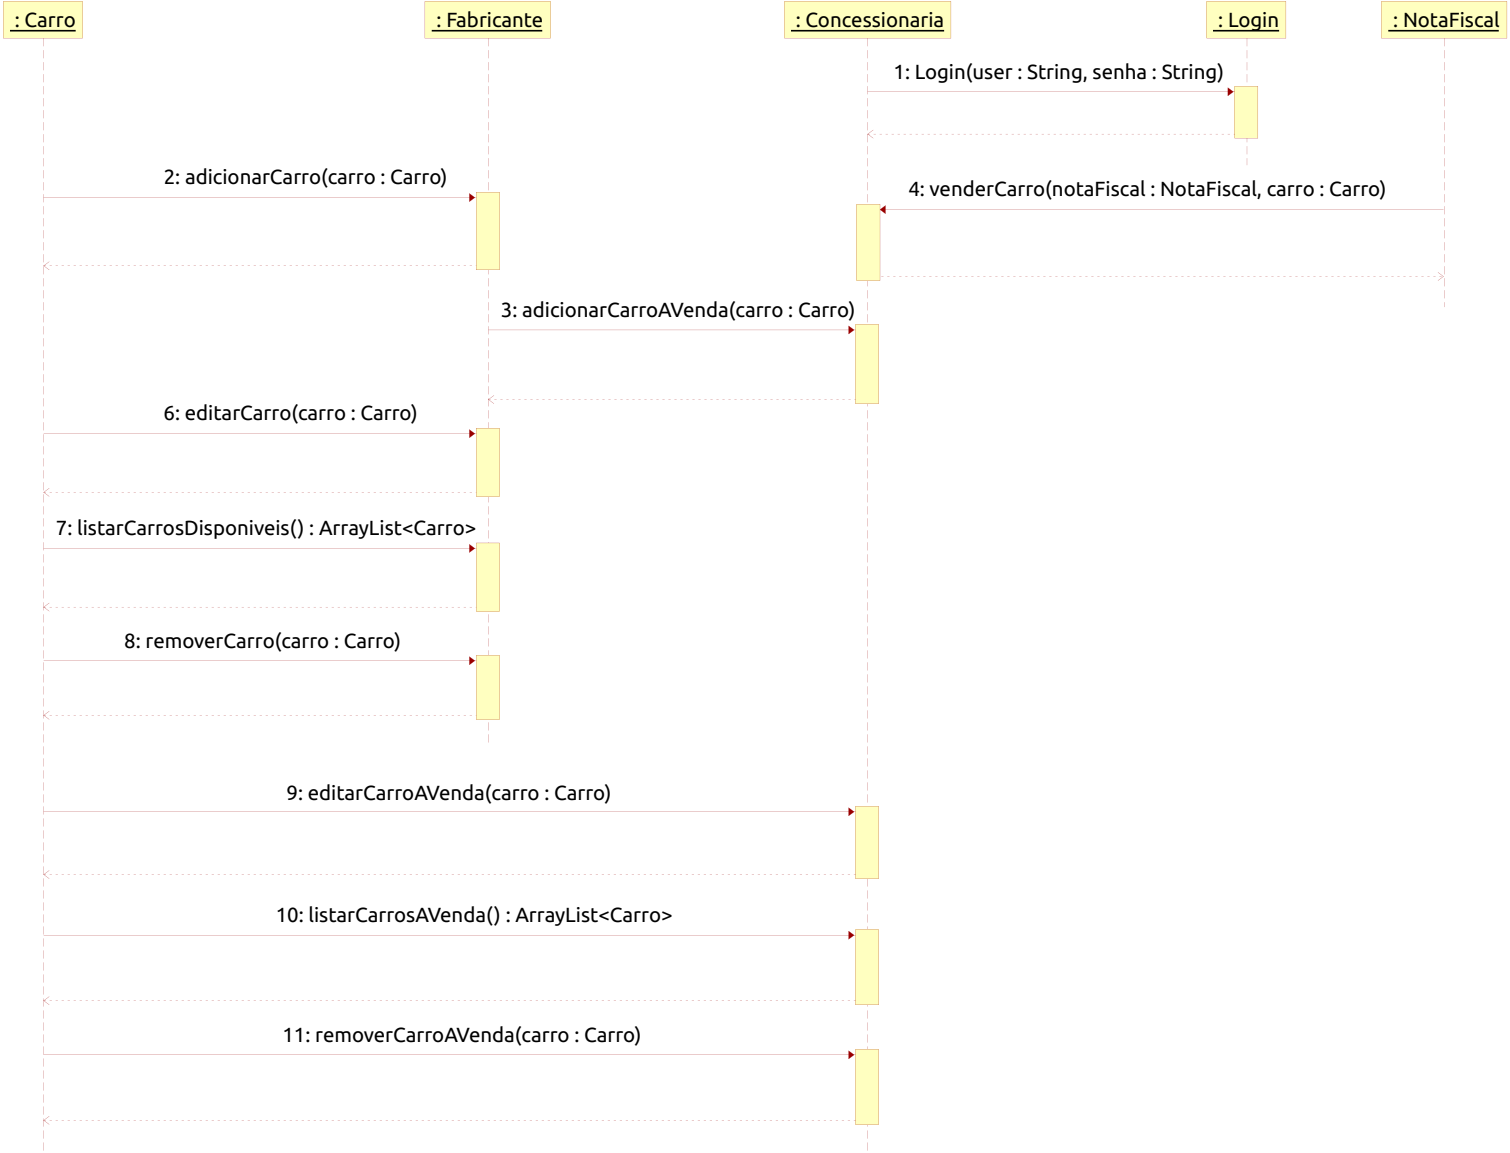 : Carro
: Fabricante
: Concessionaria
: Login
: NotaFiscal
1: Login(user : String, senha : String)
2: adicionarCarro(carro : Carro)
4: venderCarro(notaFiscal : NotaFiscal, carro : Carro)
3: adicionarCarroAVenda(carro : Carro)
6: editarCarro(carro : Carro)
7: listarCarrosDisponiveis() : ArrayList<Carro>
8: removerCarro(carro : Carro)
9: editarCarroAVenda(carro : Carro)
10: listarCarrosAVenda() : ArrayList<Carro>
11: removerCarroAVenda(carro : Carro)